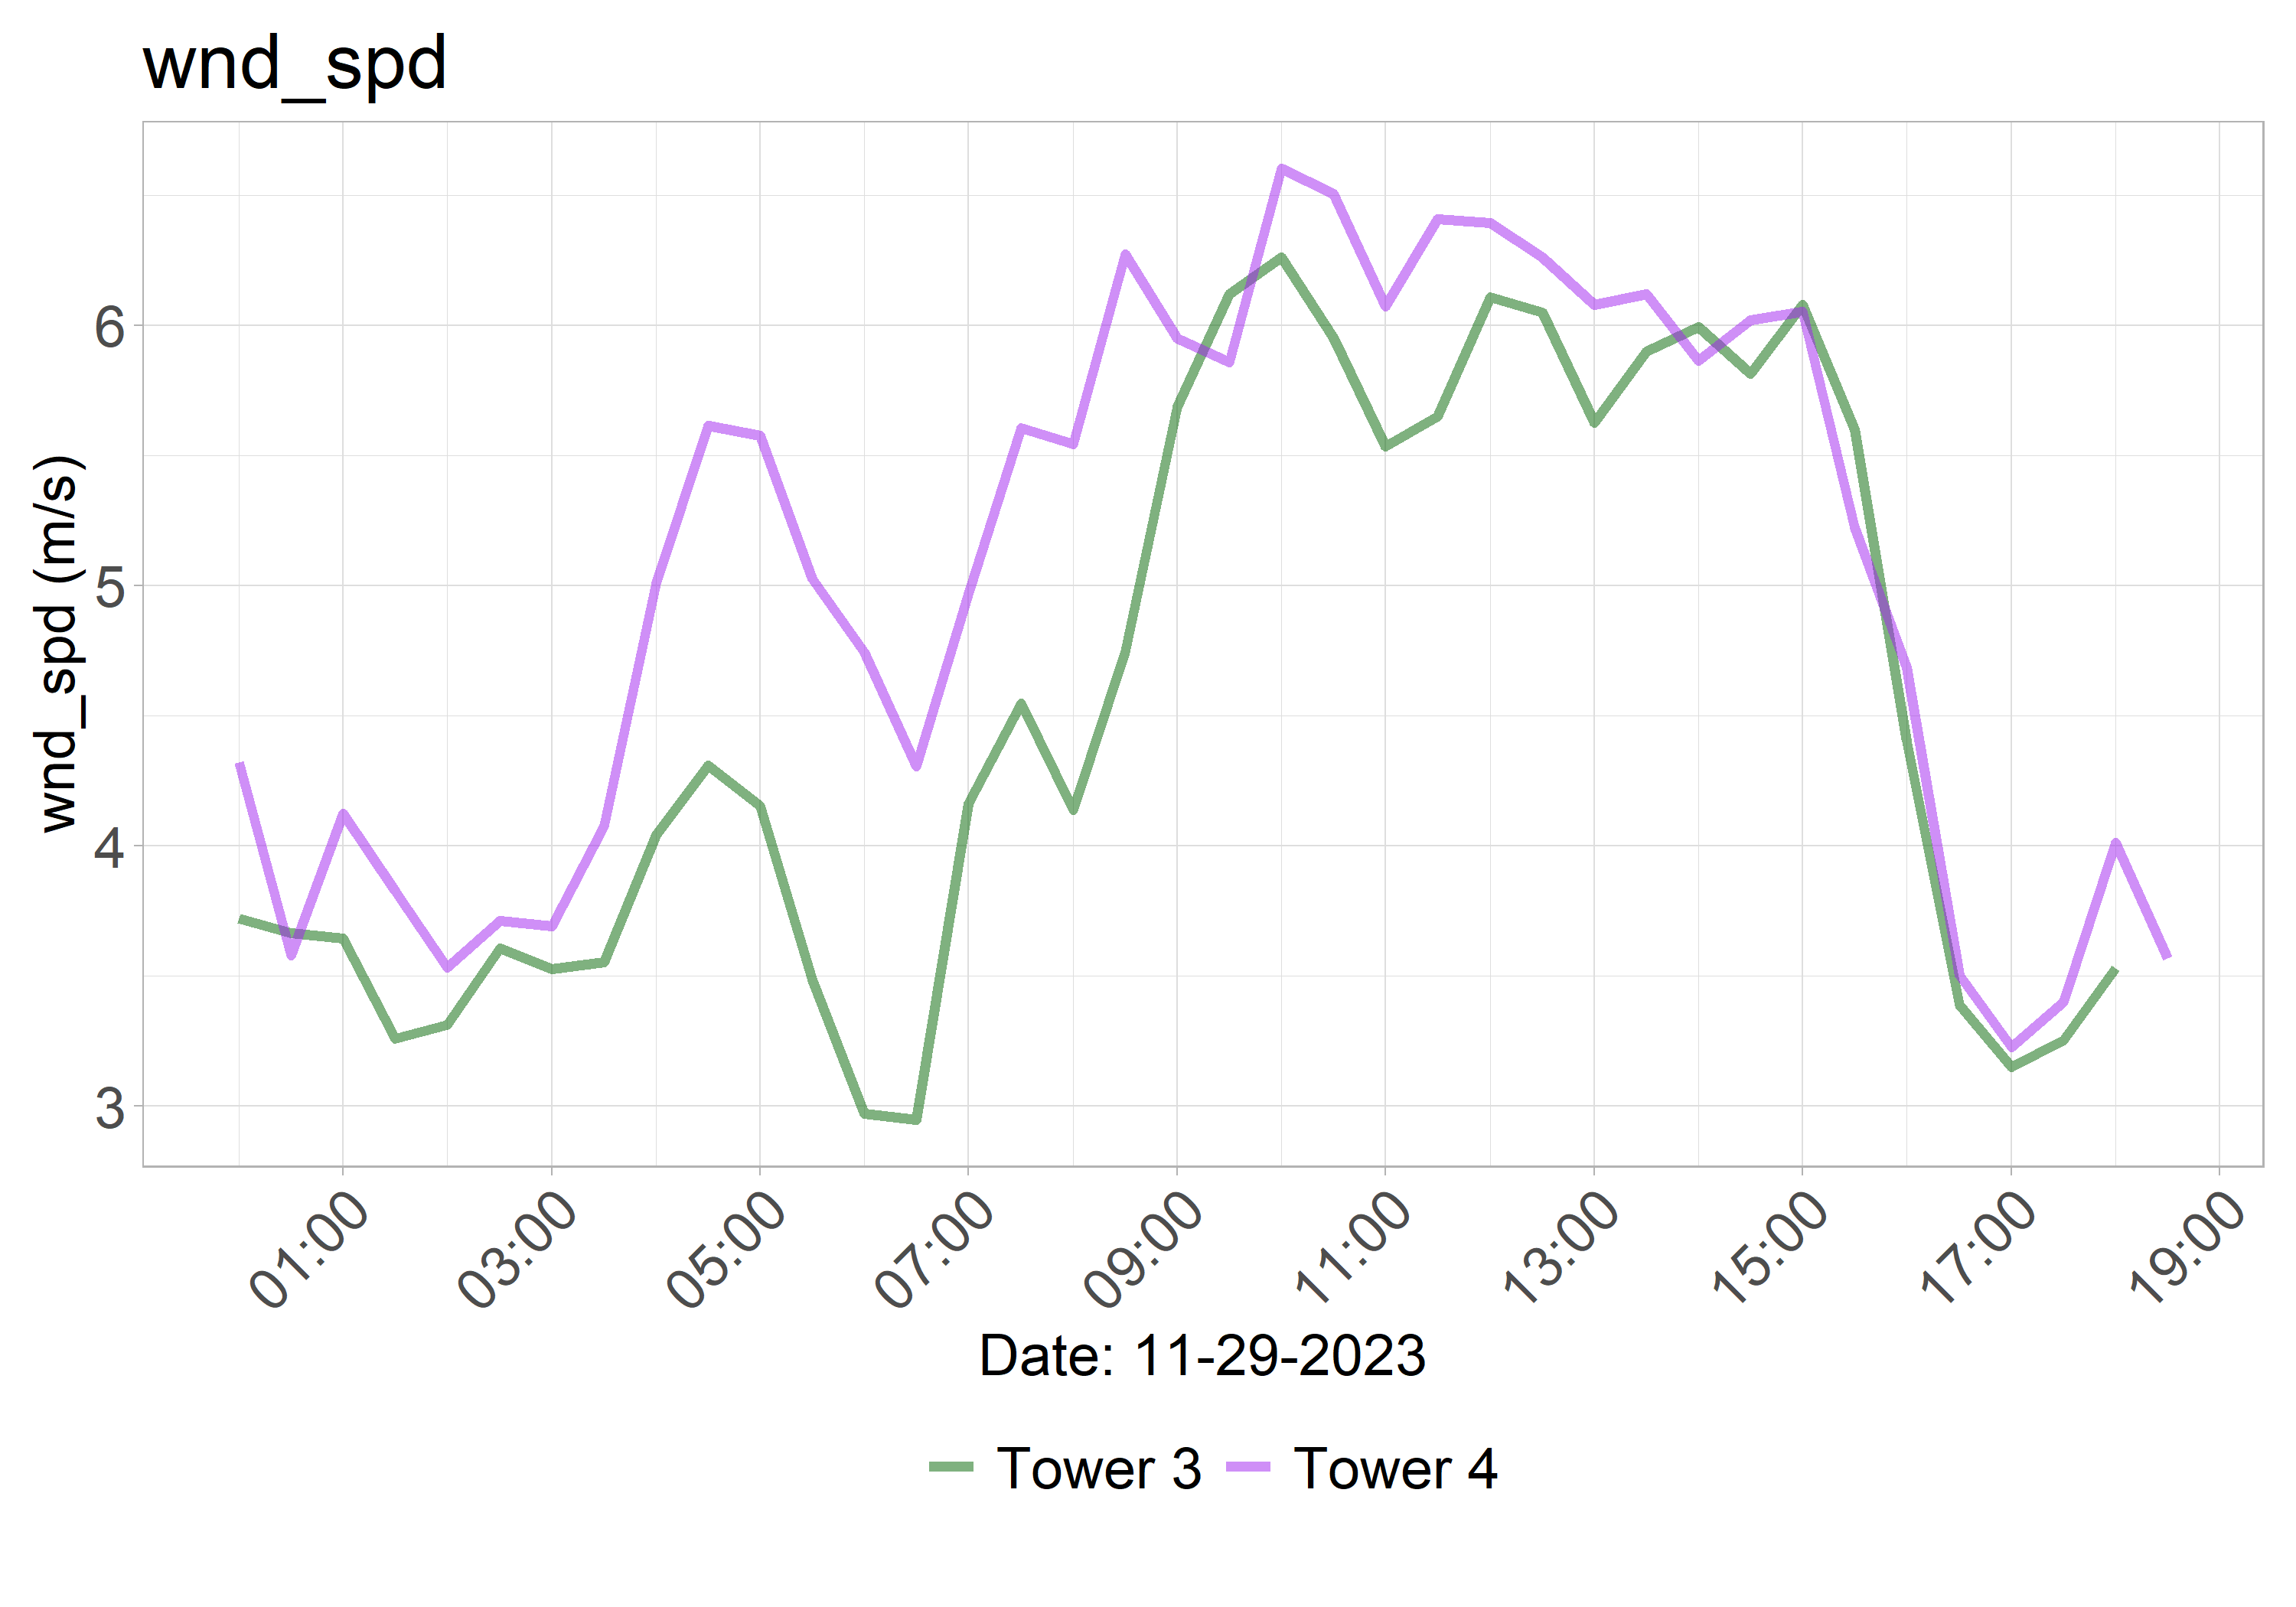 wnd_spd
wnd_spd (m/s)
6
5
4
3
01:00 03:00 05:00 07:00 09:00 11:00 13:00 15:00 17:00 19:00
Date: 11-29-2023
Tower 3 Tower 4